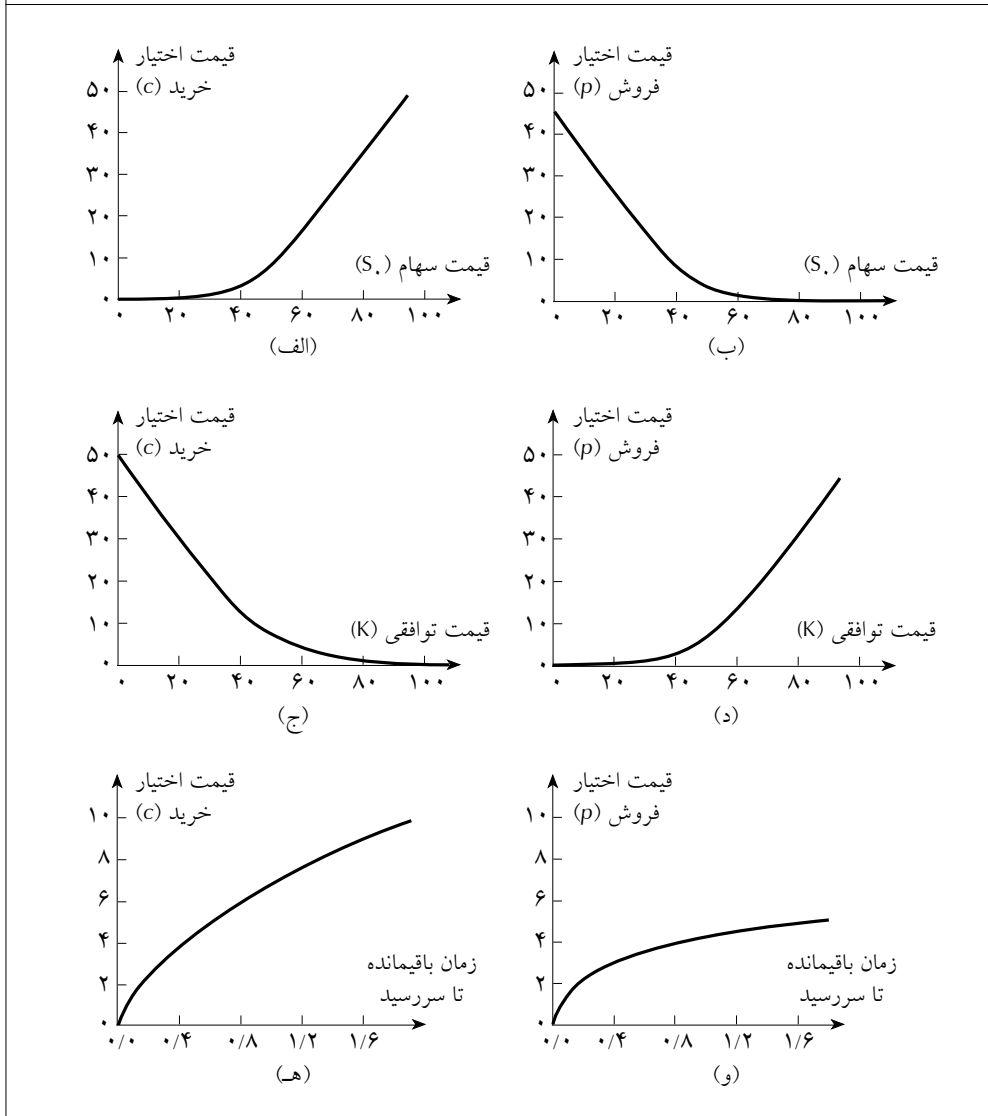 قیمت اختیار
خرید (c)
۵۰
۴۰
۳۰
۲۰
۱۰
۰
قیمت سهام (S۰)
۰ ۲۰ ۴۰ ۶۰ ۸۰ ۱۰۰
(الف)
قیمت اختیار
فروش (p)
۵۰
۴۰
۳۰
۲۰
۱۰
۰
قیمت سهام (S۰)
۰ ۲۰ ۴۰ ۶۰ ۸۰ ۱۰۰
(ب)
قیمت اختیار
خرید (c)
۵۰
۴۰
۳۰
۲۰
۱۰
۰
قیمت توافقی (K)
۰ ۲۰ ۴۰ ۶۰ ۸۰ ۱۰۰
(ج)
قیمت اختیار
فروش (p)
۵۰
۴۰
۳۰
۲۰
۱۰
۰
قیمت توافقی (K)
۰ ۲۰ ۴۰ ۶۰ ۸۰ ۱۰۰
(د)
قیمت اختیار
خرید (c)
۱۰
۸
۶
۴
۲
۰
زمان باقیمانده
تا سررسید
۰/۰ ۰/۴ ۰/۸ ۱/۲ ۱/۶
(هـ)
قیمت اختیار
فروش (p)
۱۰
۸
۶
۴
۲
۰
زمان باقیمانده
تا سررسید
۰/۰ ۰/۴ ۰/۸ ۱/۲ ۱/۶
(و)